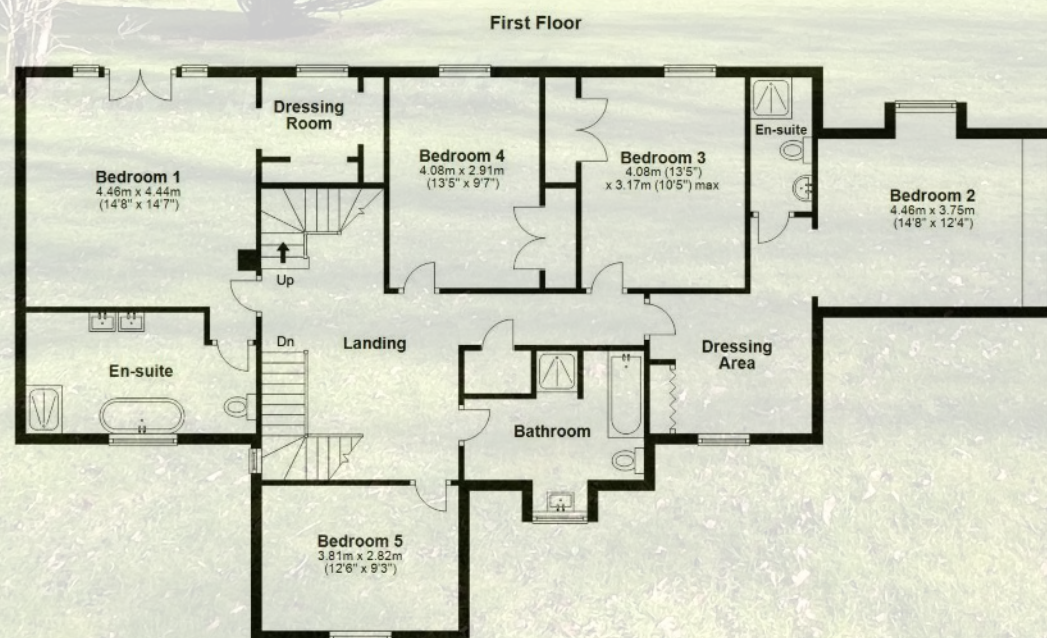 First Floor
Dressing
Room
En-suite
Bedroom 1
4.46m x 4.44m
(14'8" x 14'7")
Bedroom 4
4.08m x 2.91m
(13'5" x 9'7")
Bedroom 3
4.08m (13'5")
x 3.17m (10'5") max
Bedroom 2
4.46m x 3.75m
(14'8" x 12'4")
Up
Dn
Landing
Dressing
Area
En-suite
Bathroom
Bedroom 5
3.81m x 2.82m
(12'6" x 9'3")